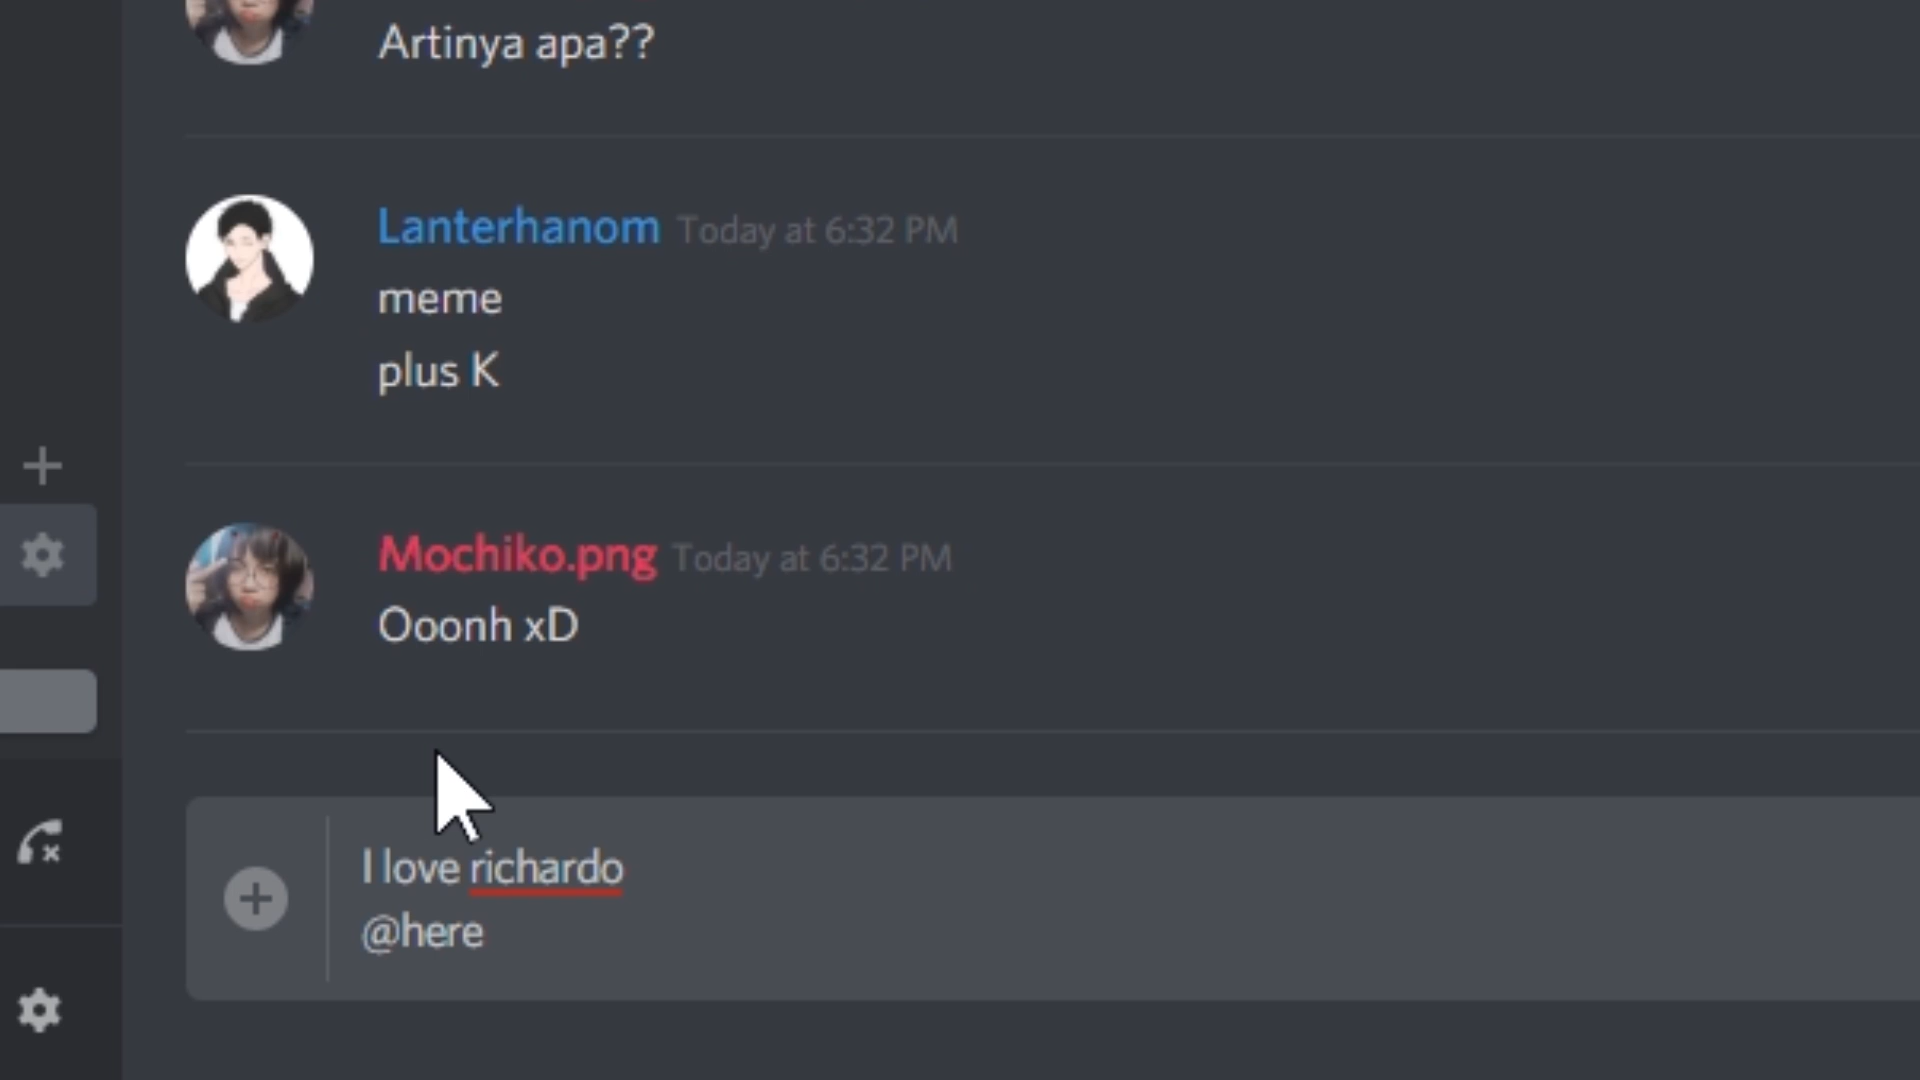 Artinya apa??
Lanterhanom Today at 6:32 PM
meme
plus K
Mochiko.png Today at 6:32 PM
Ooonh xD
I love richardo
@here